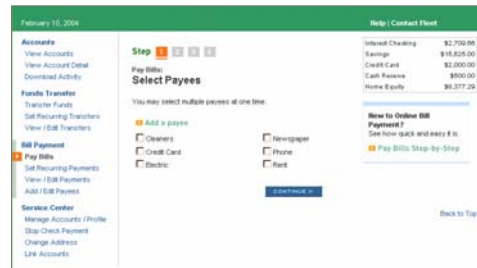 February 10, 2004
Help | Contact Fleet
Accounts
View Accounts
View Account Detail
Download Activity
Funds Transfer
Transfer Funds
Set Recurring Transfers
View / Edit Transfers
Bill Payment
Pay Bills
Set Recurring Payments
View / Edit Payments
Add / Edit Payees
Service Center
Manage Accounts / Profile
Stop Check Payment
Change Address
Link Accounts
Step 1 2 3 4
Pay Bills:
Select Payees
You may select multiple payees at one time.
Add a payee
Cleaners
Newspaper
Credit Card
Phone
Electric
Rent
CONTINUE »
Interest Checking $2,709.66
Savings $15,825.00
Credit Card $2,000.00
Cash Reserve $500.00
Home Equity $8,377.29
New to Online Bill
Payment?
See how quick and easy it is.
Pay Bills Step-by-Step
Back to Top